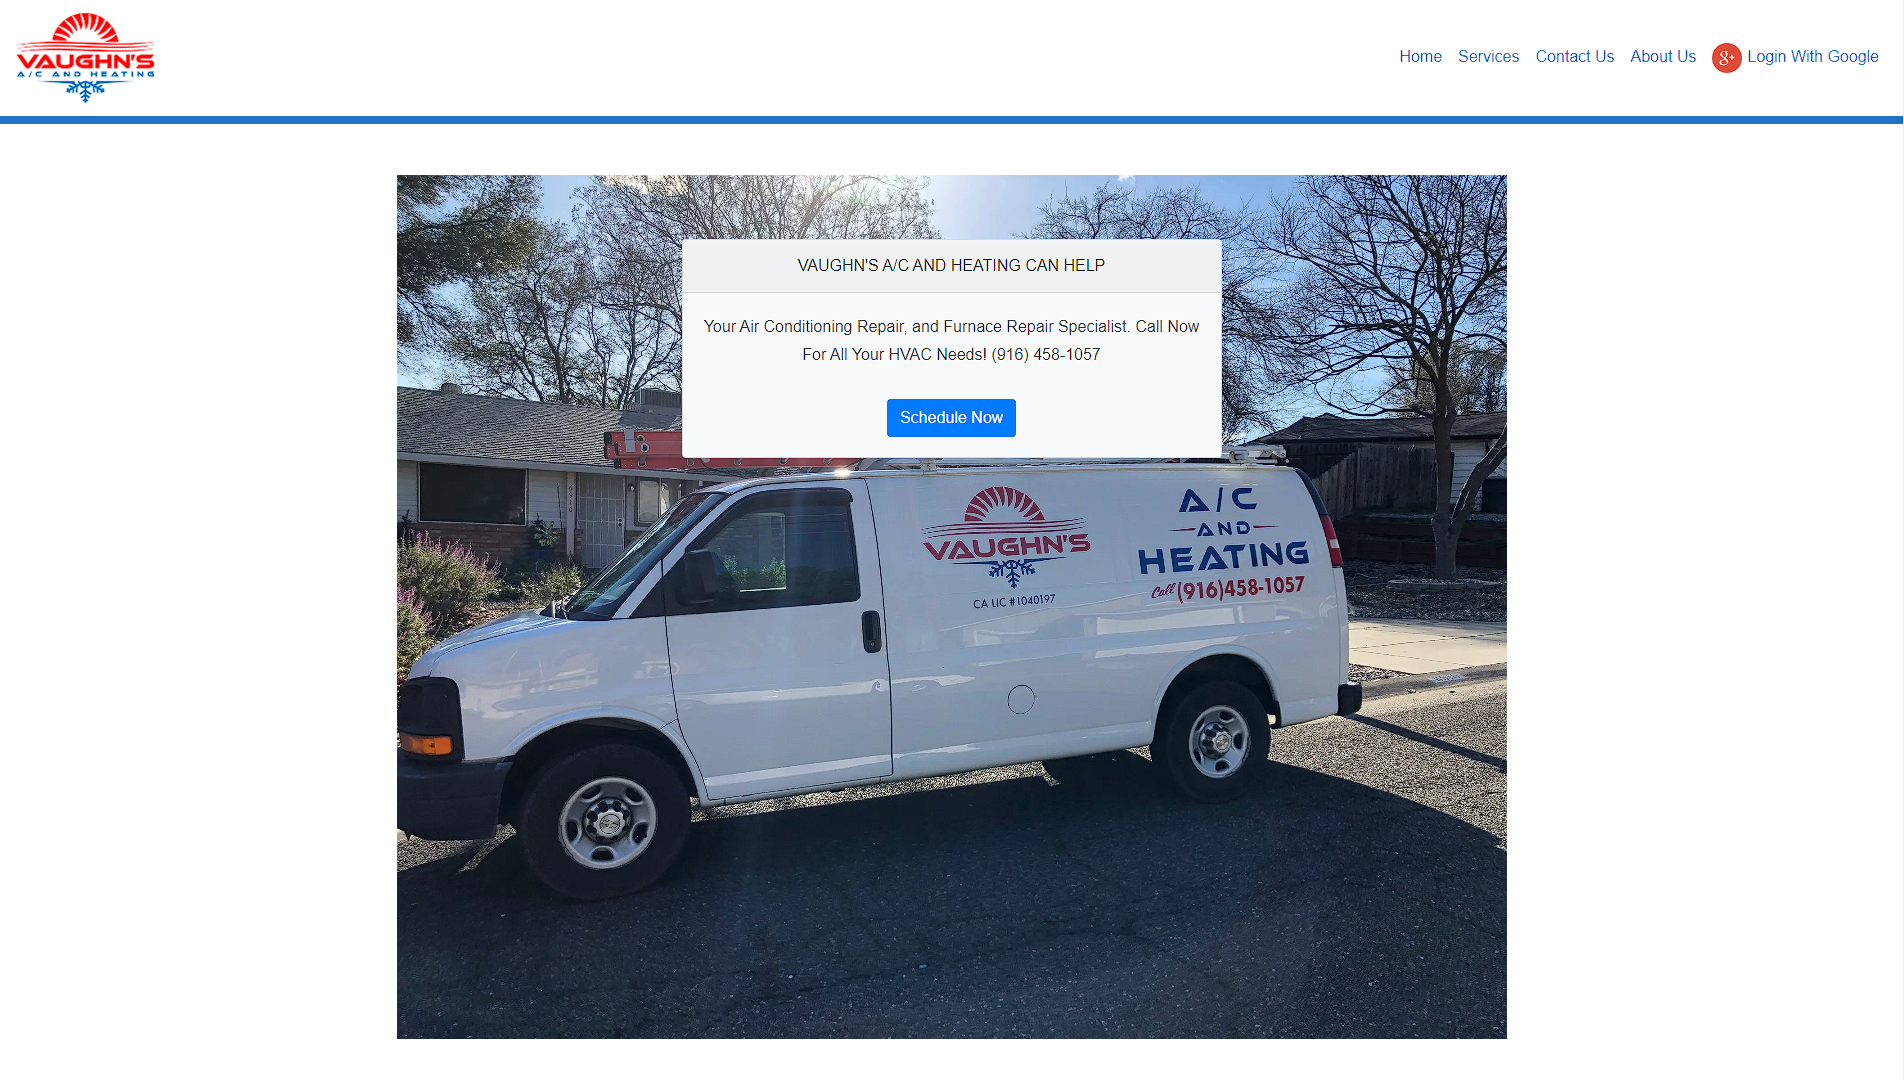 VAUGHN'S
A/C AND HEATING
Home
Services
Contact Us
About Us
g+
Login With Google
VAUGHN'S A/C AND HEATING CAN HELP
Your Air Conditioning Repair, and Furnace Repair Specialist. Call Now
For All Your HVAC Needs! (916) 458-1057
Schedule Now
VAUGHN'S
CA LIC #1040197
A/C
AND
HEATING
Call (916)458-1057